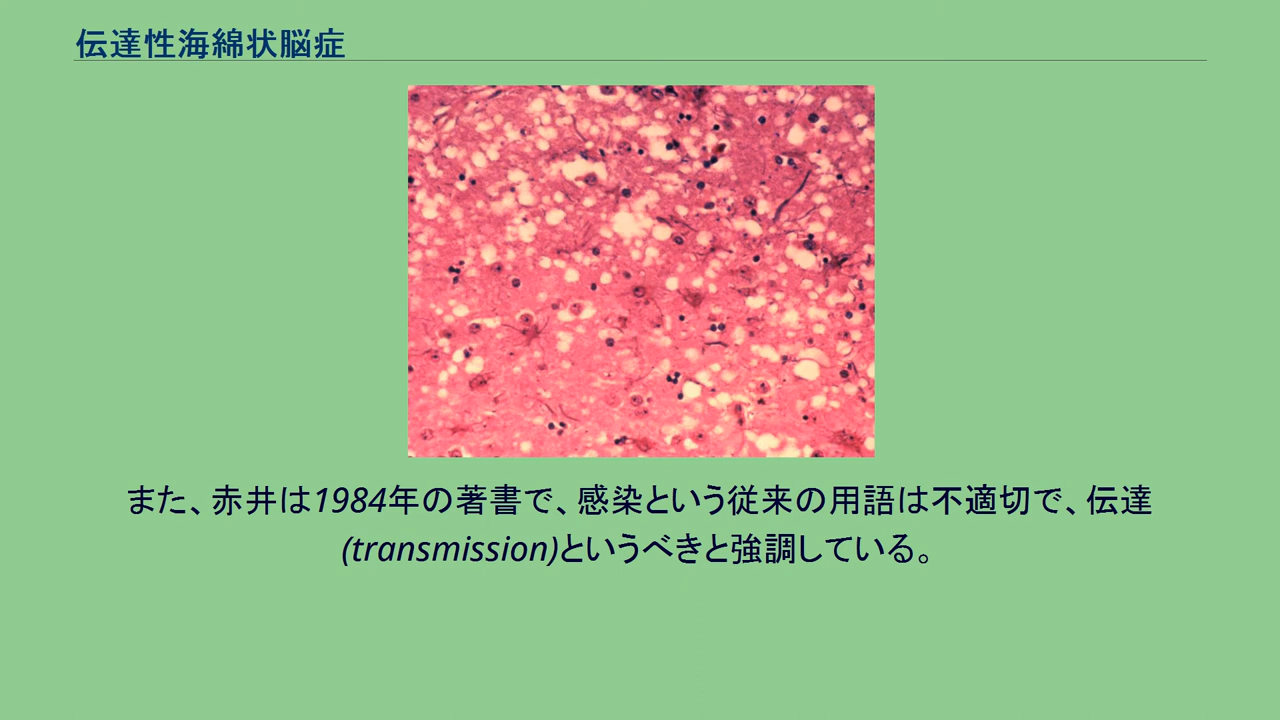 伝達性海綿状脳症
また、赤井は1984年の著書で、感染という従来の用語は不適切で、伝達
(transmission)というべきと強調している。